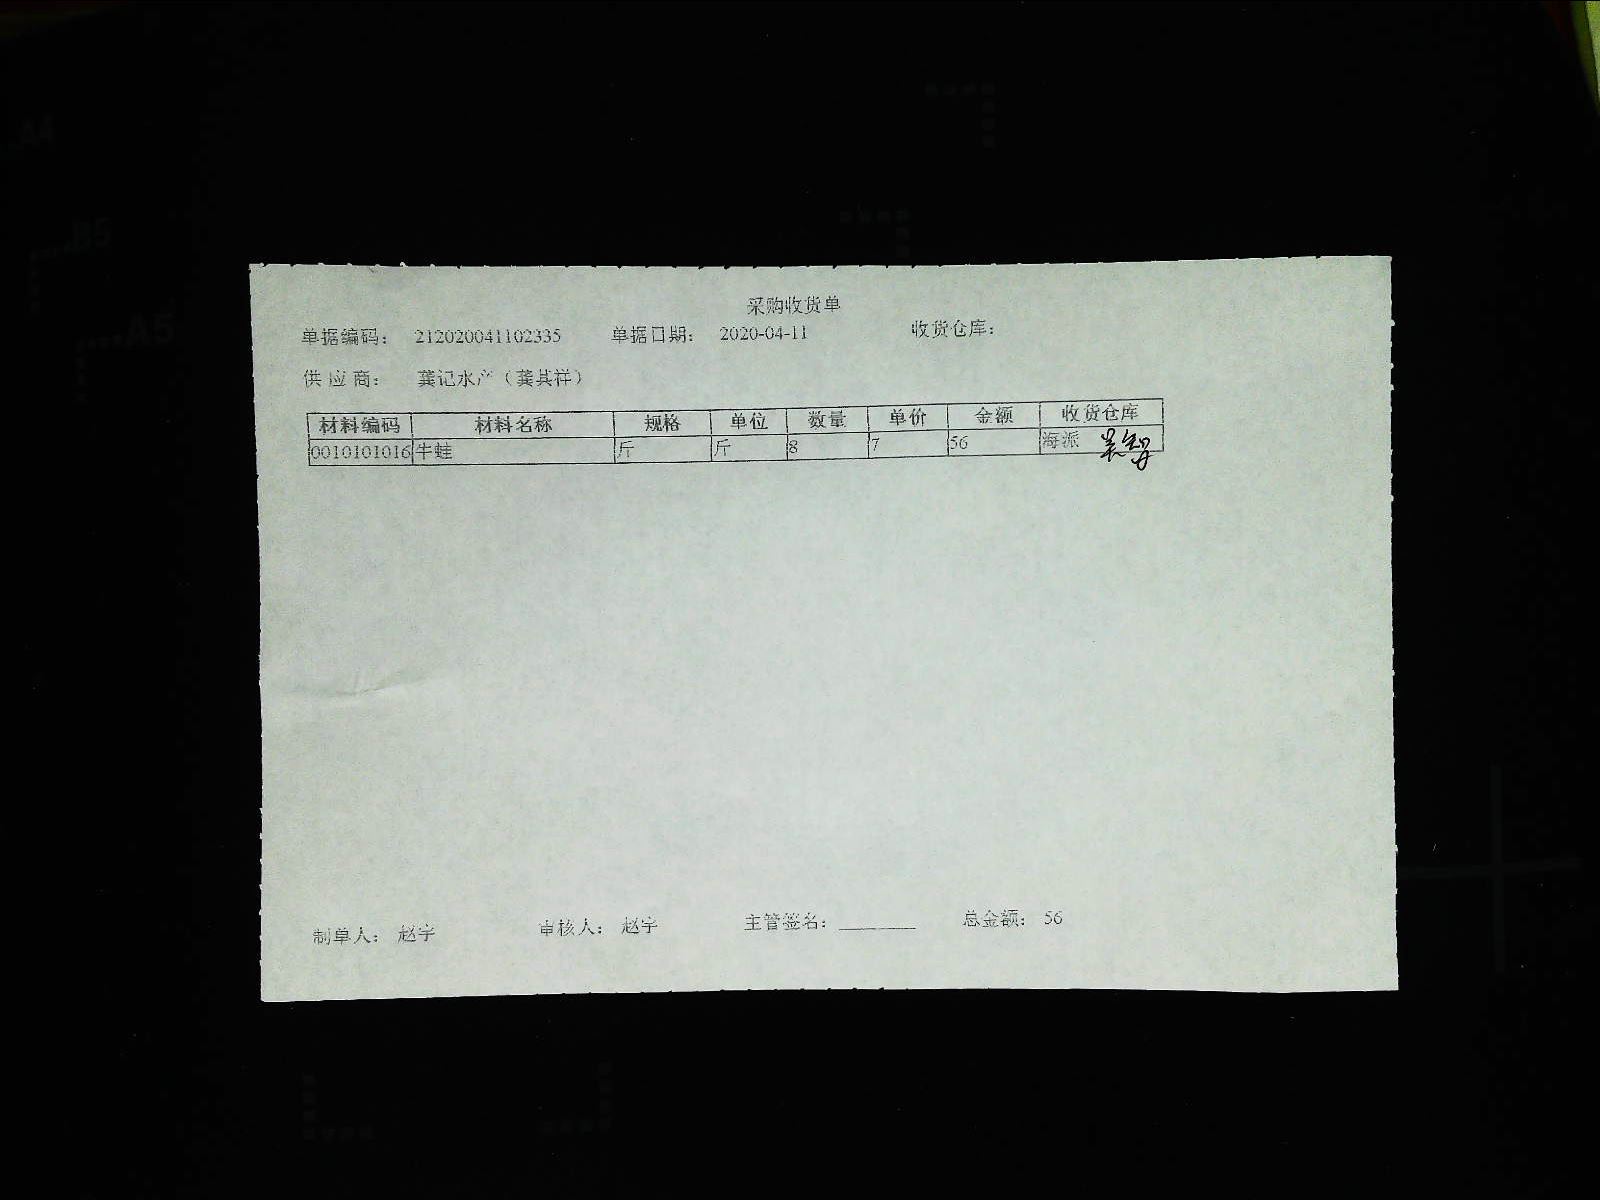 采购收货单
单据编码： 212020041102335 单据日期： 2020-04-11 收货仓库：
供 应 商： 龚记水产（龚其祥）
材料编码 材料名称 规格 单位 数量 单价 金额 收货仓库
0010101016 牛蛙 斤 斤 8 7 56 海派
制单人： 赵宇 审核人： 赵宇 主管签名：________ 总金额： 56
A4
B5
A5